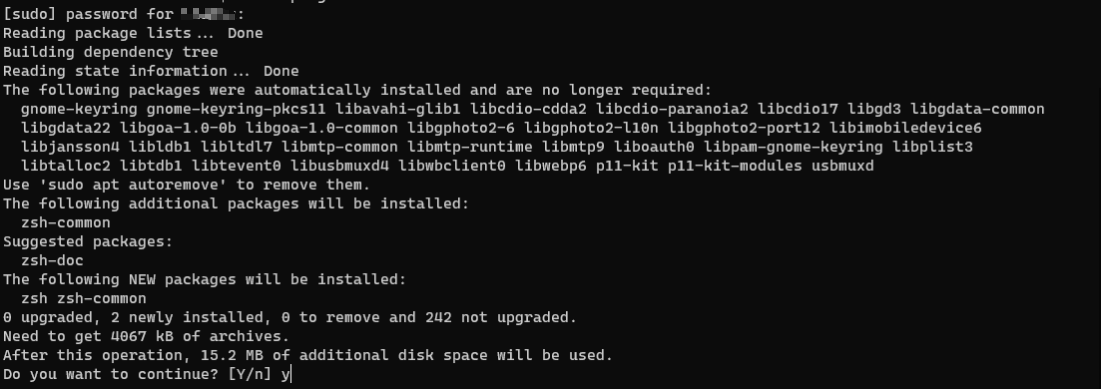 [sudo] password for :
Reading package lists... Done
Building dependency tree
Reading state information... Done
The following packages were automatically installed and are no longer required:
  gnome-keyring gnome-keyring-pkcs11 libavahi-glib1 libcdio-cdda2 libcdio-paranoia2 libcdio17 libgd3 libgdata-common
  libgdata22 libgoa-1.0-0b libgoa-1.0-common libgphoto2-6 libgphoto2-l10n libgphoto2-port12 libimobiledevice6
  libjansson4 libldb1 libltdl7 libmtp-common libmtp-runtime libmtp9 liboauth0 libpam-gnome-keyring libplist3
  libtalloc2 libtdb1 libtevent0 libusbmuxd4 libwbclient0 libwebp6 p11-kit p11-kit-modules usbmuxd
Use 'sudo apt autoremove' to remove them.
The following additional packages will be installed:
  zsh-common
Suggested packages:
  zsh-doc
The following NEW packages will be installed:
  zsh zsh-common
0 upgraded, 2 newly installed, 0 to remove and 242 not upgraded.
Need to get 4067 kB of archives.
After this operation, 15.2 MB of additional disk space will be used.
Do you want to continue? [Y/n] y